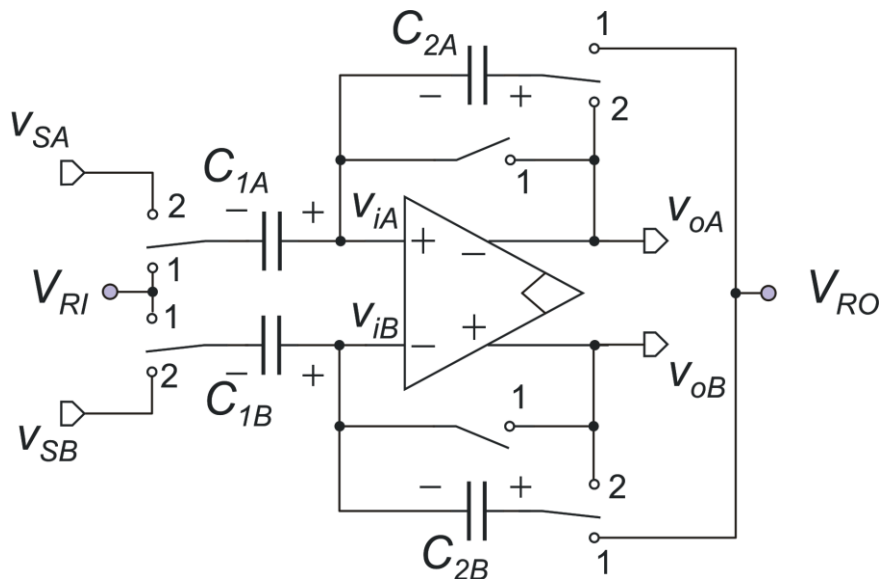 1
C2A
− +
2
vSA
C1A
1
2
− +
viA
+ −
voA
1
VRI
1
VRO
viB
− +
2
− +
C1B
voB
vSB
1
2
− +
C2B
1